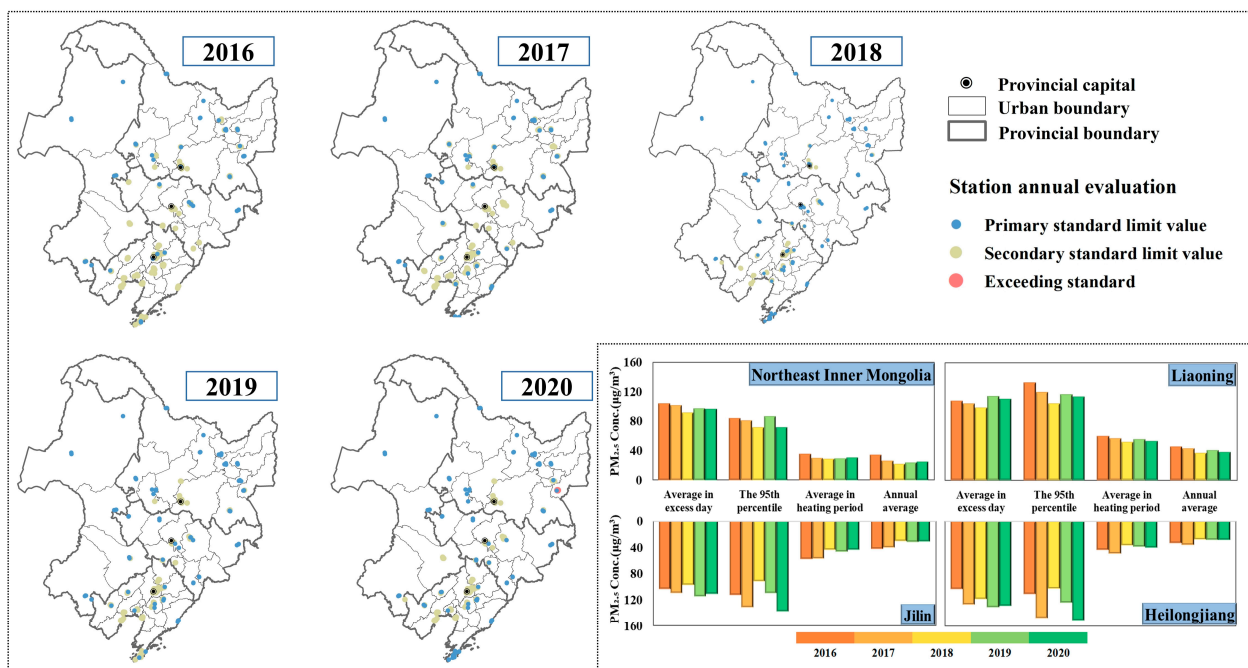 2016
2017
2018
Provincial capital
Urban boundary
Provincial boundary
Station annual evaluation
Primary standard limit value
Secondary standard limit value
Exceeding standard
2019
2020
PM2.5 Conc.(μg/m³)
160
120
80
40
0
Northeast Inner Mongolia
Liaoning
Average in excess day
The 95th percentile
Average in heating period
Annual average
Average in excess day
The 95th percentile
Average in heating period
Annual average
PM2.5 Conc.(μg/m³)
0
40
80
120
160
Jilin
Heilongjiang
2016
2017
2018
2019
2020